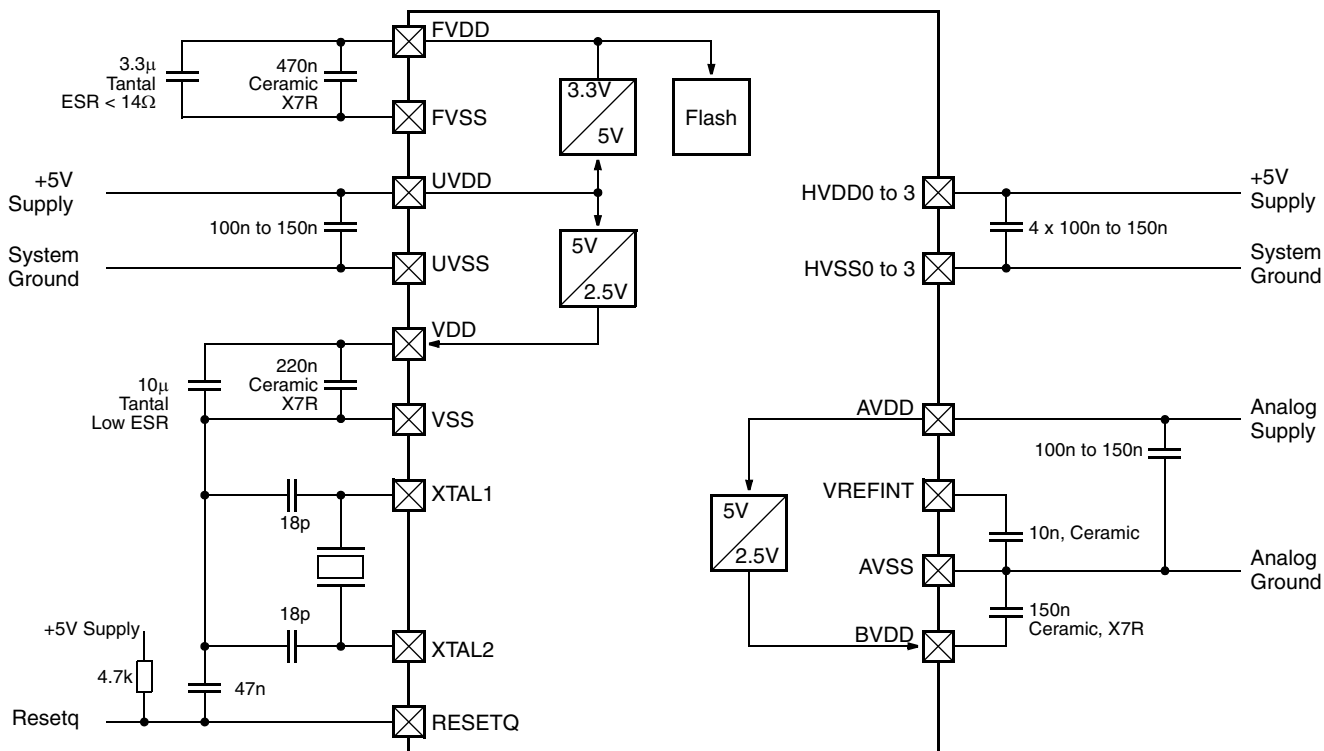 FVDD
3.3μ
Tantal
ESR < 14Ω
470n
Ceramic
X7R
3.3V
5V
Flash
FVSS
+5V
Supply
UVDD
100n to 150n
System
Ground
UVSS
5V
2.5V
HVDD0 to 3
+5V
Supply
4 x 100n to 150n
HVSS0 to 3
System
Ground
VDD
10μ
Tantal
Low ESR
220n
Ceramic
X7R
VSS
AVDD
Analog
Supply
100n to 150n
XTAL1
18p
VREFINT
5V
2.5V
10n, Ceramic
AVSS
Analog
Ground
18p
150n
Ceramic, X7R
BVDD
XTAL2
+5V Supply
4.7k
47n
Resetq
RESETQ